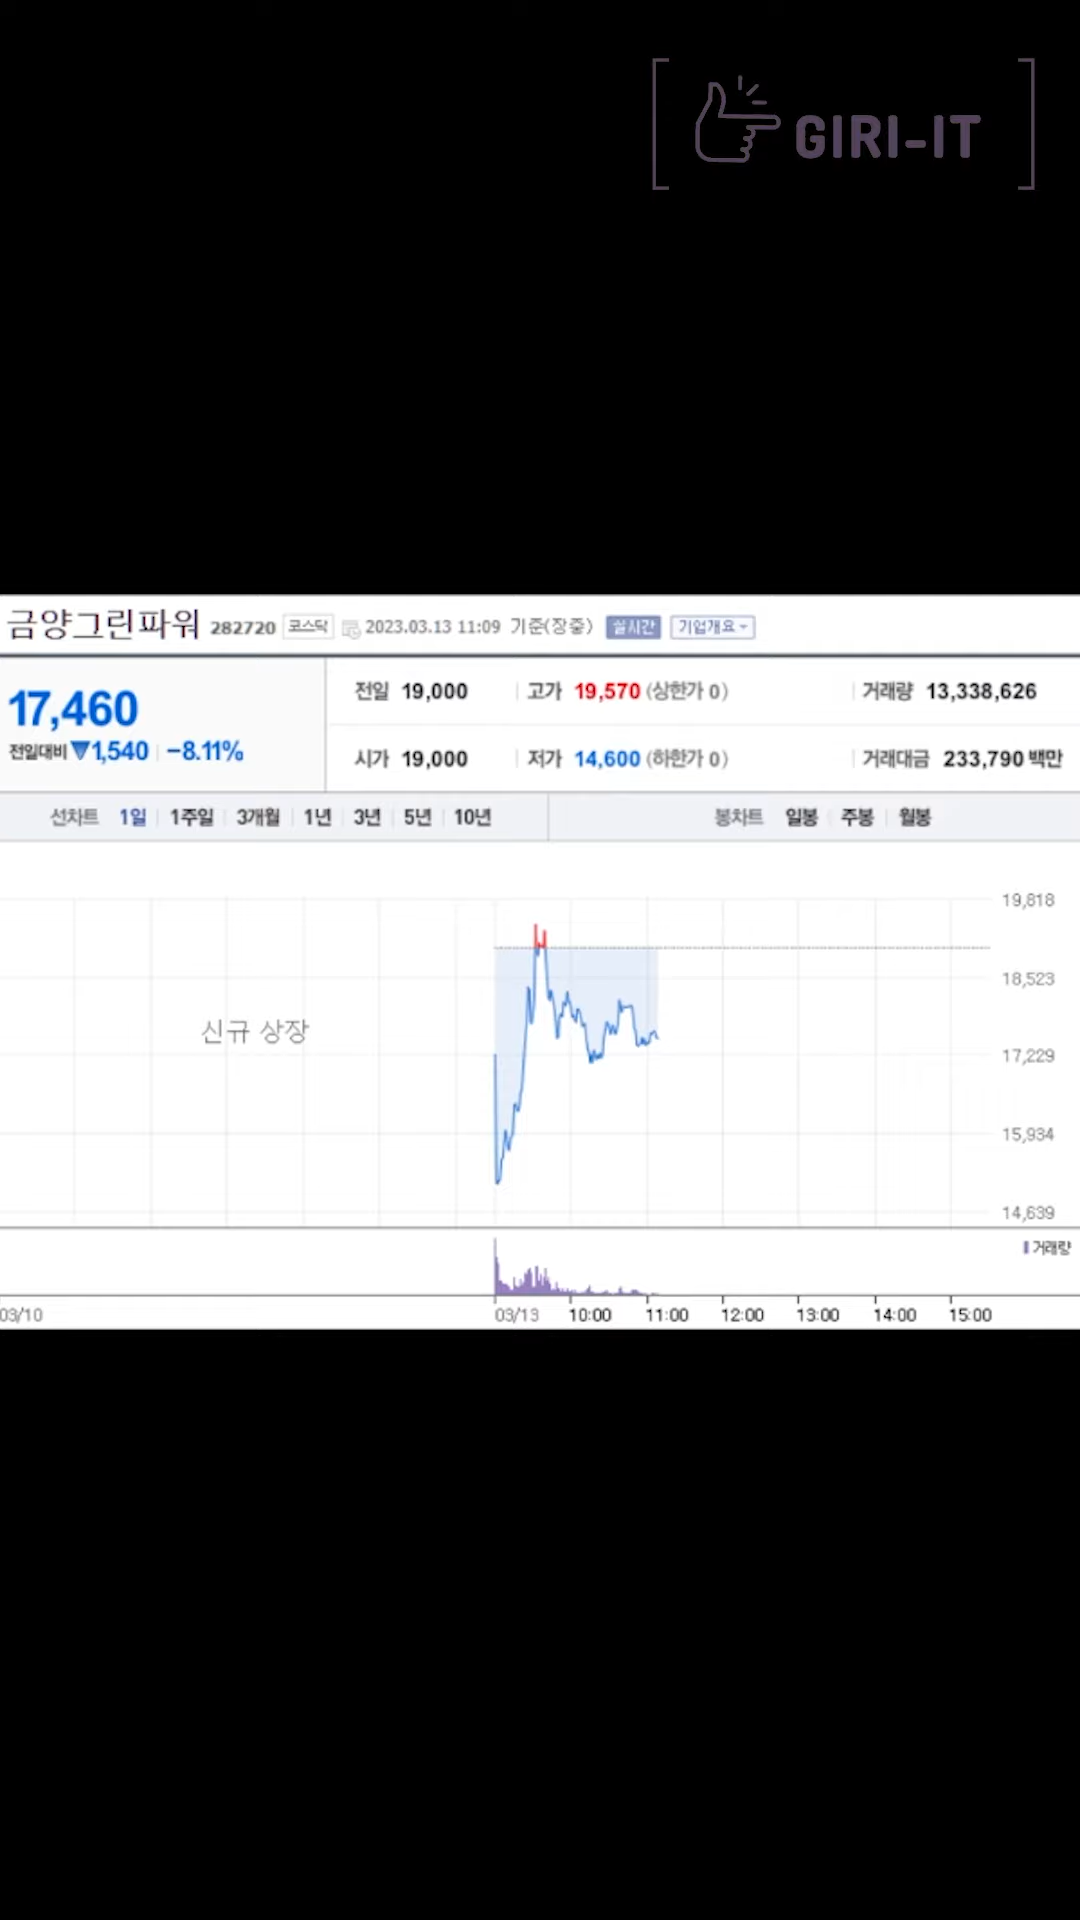 GIRI-IT
금양그린파워 282720 코스닥 2023.03.13 11:09 기준(장중) 실시간 기업개요
17,460
전일대비 ▼1,540 -8.11%
전일 19,000 고가 19,570 (상한가 0) 거래량 13,338,626
시가 19,000 저가 14,600 (하한가 0) 거래대금 233,790 백만
선차트 1일 1주일 3개월 1년 3년 5년 10년 봉차트 일봉 주봉 월봉
19,818
18,523
신규 상장
17,229
15,934
14,639
거래량
03/10 03/13 10:00 11:00 12:00 13:00 14:00 15:00